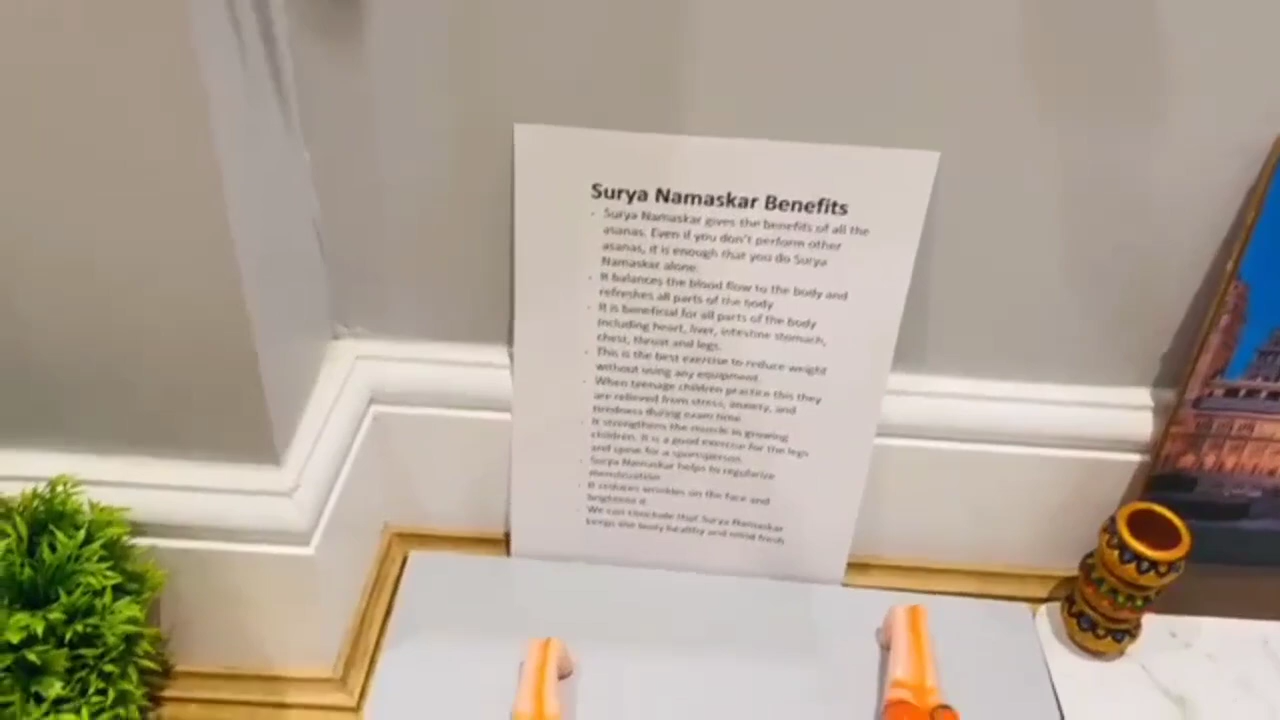 Surya Namaskar Benefits
- Surya Namaskar gives the benefits of all the
asanas. Even if you don't perform other
asanas, it is enough that you do Surya
Namaskar alone.
- It balances the blood flow to the body and
refreshes all parts of the body
- It is beneficial for all parts of the body
including heart, liver, intestine stomach,
chest, throat and legs.
- This is the best exercise to reduce weight
without using any equipment.
- When teenage children practice this they
are relieved from stress, anxiety, and
tiredness during exam time
- It strengthens the muscle in growing
children. It is a good exercise for the legs
and spine for a sportsperson.
- Surya Namaskar helps to regularize
menstruation
- It reduces wrinkles on the face and
brightens it
- We can conclude that Surya Namaskar
keeps the body healthy and mind fresh